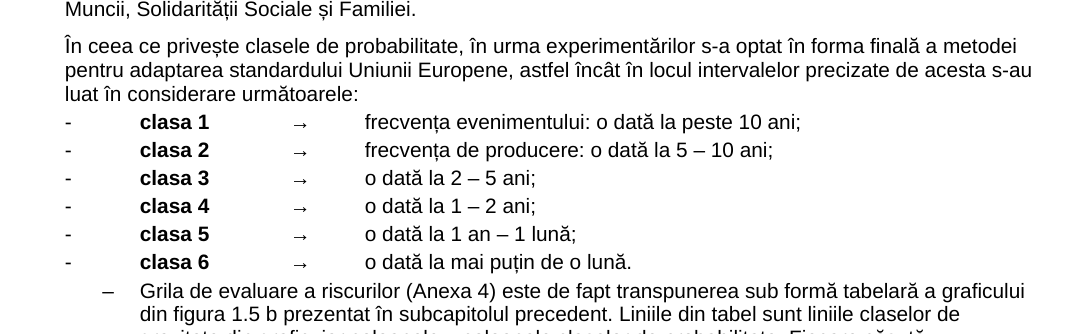 Muncii, Solidarității Sociale și Familiei.
În ceea ce privește clasele de probabilitate, în urma experimentărilor s-a optat în forma finală a metodei
pentru adaptarea standardului Uniunii Europene, astfel încât în locul intervalelor precizate de acesta s-au
luat în considerare următoarele:
- clasa 1 → frecvența evenimentului: o dată la peste 10 ani;
- clasa 2 → frecvența de producere: o dată la 5 – 10 ani;
- clasa 3 → o dată la 2 – 5 ani;
- clasa 4 → o dată la 1 – 2 ani;
- clasa 5 → o dată la 1 an – 1 lună;
- clasa 6 → o dată la mai puțin de o lună.
– Grila de evaluare a riscurilor (Anexa 4) este de fapt transpunerea sub formă tabelară a graficului
din figura 1.5 b prezentat în subcapitolul precedent. Liniile din tabel sunt liniile claselor de